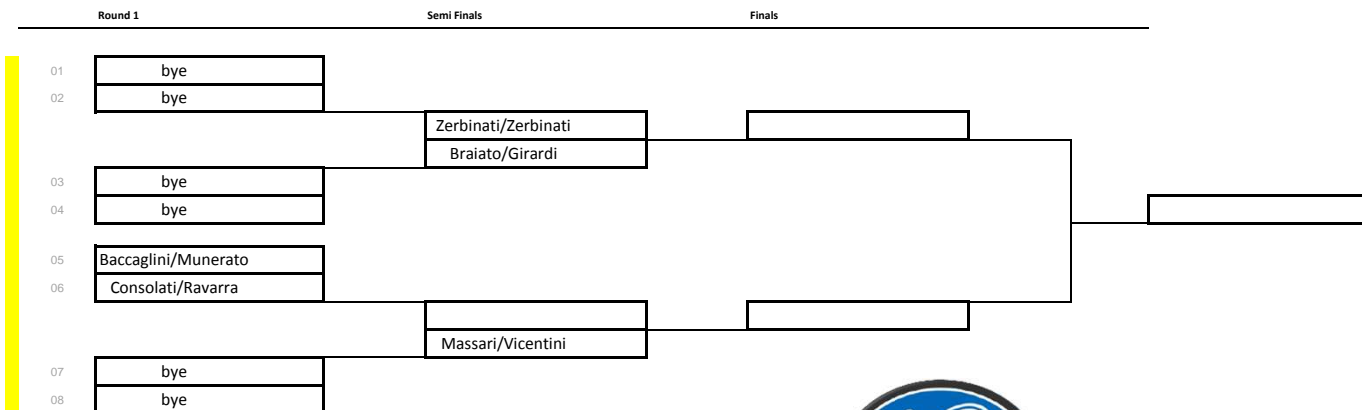 Round 1 Semi Finals Finals
01 bye
02 bye
Zerbinati/Zerbinati
Braiato/Girardi
03 bye
04 bye
05 Baccaglini/Munerato
06 Consolati/Ravarra
Massari/Vicentini
07 bye
08 bye